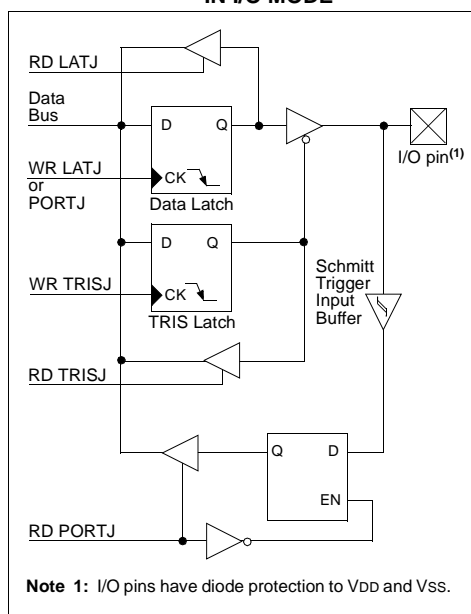 IN I/O MODE
RD LATJ
Data
Bus
D Q
WR LATJ
or
PORTJ
CK
Data Latch
I/O pin(1)
D Q
WR TRISJ
CK
TRIS Latch
Schmitt
Trigger
Input
Buffer
RD TRISJ
Q D
EN
RD PORTJ
Note 1: I/O pins have diode protection to VDD and VSS.